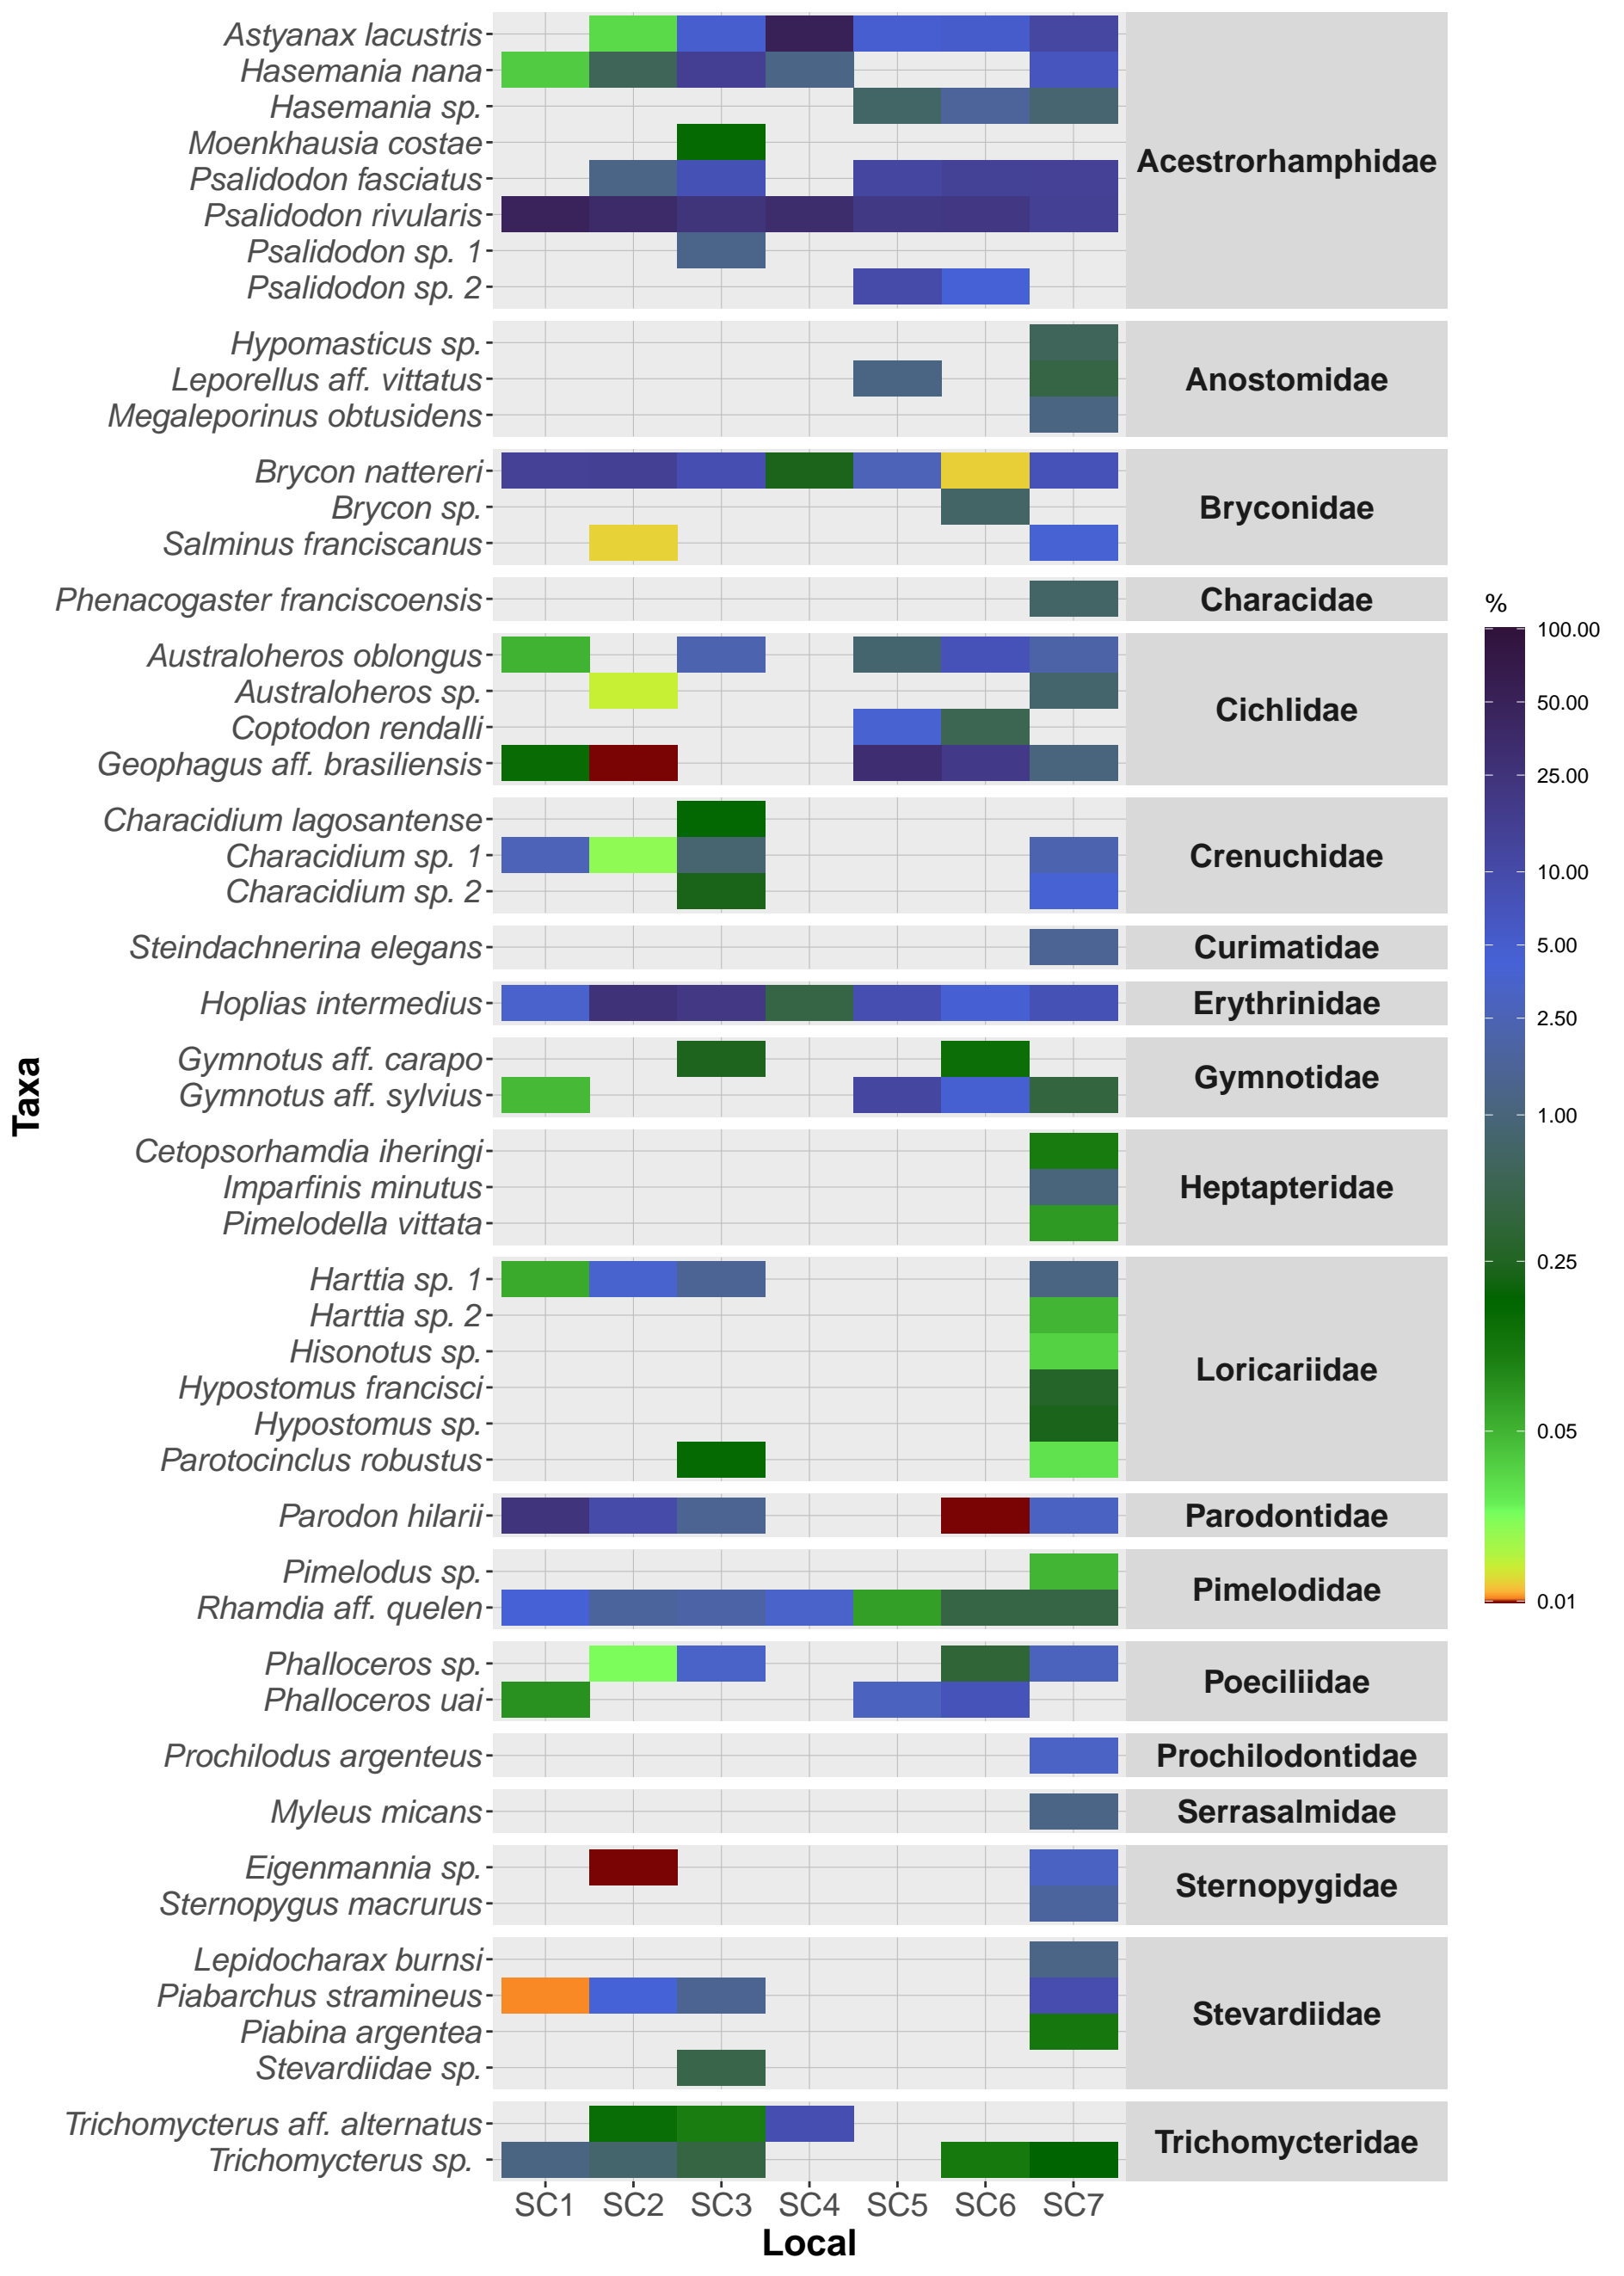 Astyanax lacustris
Hasemania nana
Hasemania sp.
Moenkhausia costae
Psalidodon fasciatus
Psalidodon rivularis
Psalidodon sp. 1
Psalidodon sp. 2
Acestrorhamphidae
Hypomasticus sp.
Leporellus aff. vittatus
Megaleporinus obtusidens
Anostomidae
Brycon nattereri
Brycon sp.
Salminus franciscanus
Bryconidae
Phenacogaster franciscoensis
Characidae
Australoheros oblongus
Australoheros sp.
Coptodon rendalli
Geophagus aff. brasiliensis
Cichlidae
Characidium lagosantense
Characidium sp. 1
Characidium sp. 2
Crenuchidae
Steindachnerina elegans
Curimatidae
Hoplias intermedius
Erythrinidae
Gymnotus aff. carapo
Gymnotus aff. sylvius
Gymnotidae
Cetopsorhamdia iheringi
Imparfinis minutus
Pimelodella vittata
Heptapteridae
Harttia sp. 1
Harttia sp. 2
Hisonotus sp.
Hypostomus francisci
Hypostomus sp.
Parotocinclus robustus
Loricariidae
Parodon hilarii
Parodontidae
Pimelodus sp.
Rhamdia aff. quelen
Pimelodidae
Phalloceros sp.
Phalloceros uai
Poeciliidae
Prochilodus argenteus
Prochilodontidae
Myleus micans
Serrasalmidae
Eigenmannia sp.
Sternopygus macrurus
Sternopygidae
Lepidocharax burnsi
Piabarchus stramineus
Piabina argentea
Stevardiidae sp.
Stevardiidae
Trichomycterus aff. alternatus
Trichomycterus sp.
Trichomycteridae
SC1 SC2 SC3 SC4 SC5 SC6 SC7
Local
Taxa
%
100.00
50.00
25.00
10.00
5.00
2.50
1.00
0.25
0.05
0.01